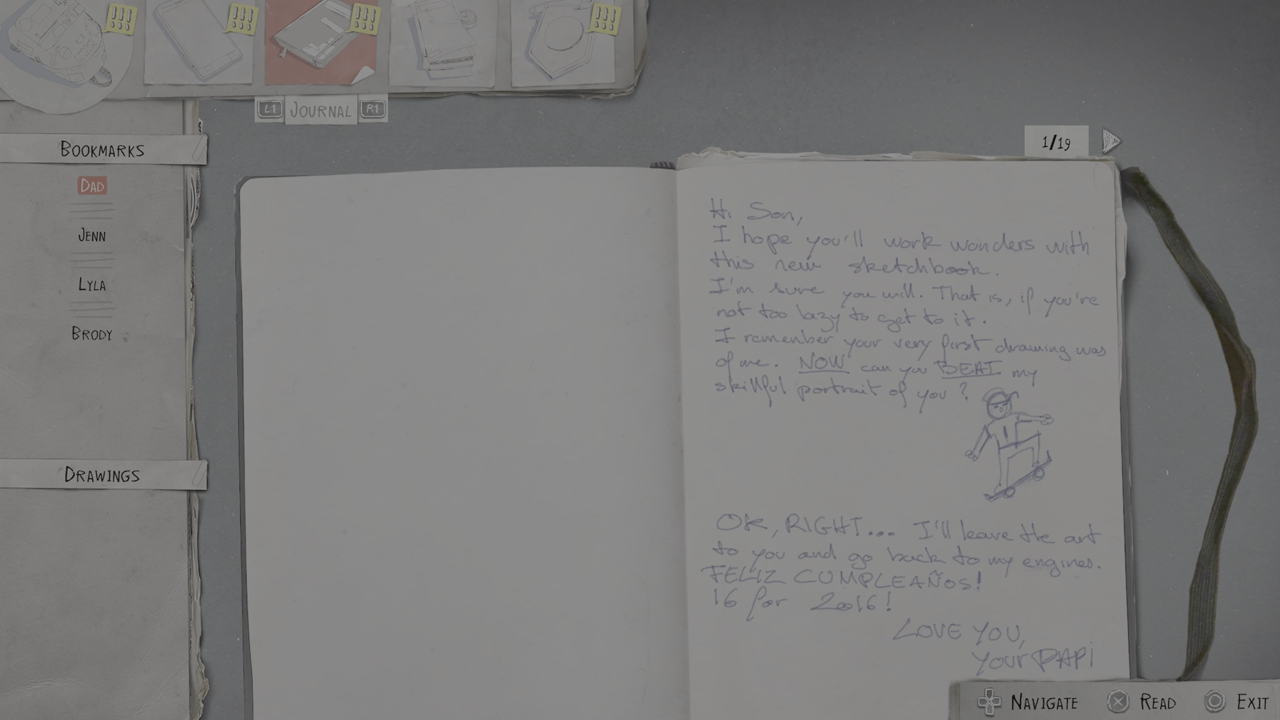 L1 JOURNAL R1
BOOKMARKS
DAD
JENN
LYLA
BRODY
DRAWINGS
1/19
Hi Son,
I hope you'll work wonders with
this new sketchbook.
I'm sure you will. That is, if you're
not too lazy to get to it.
I remember your very first drawing was
of me. NOW can you BEAT my
skillful portrait of you?
OK, RIGHT... I'll leave the art
to you and go back to my engines.
FELIZ CUMPLEAÑOS!
16 for 2016!
LOVE YOU,
Your PAPi
NAVIGATE READ EXIT